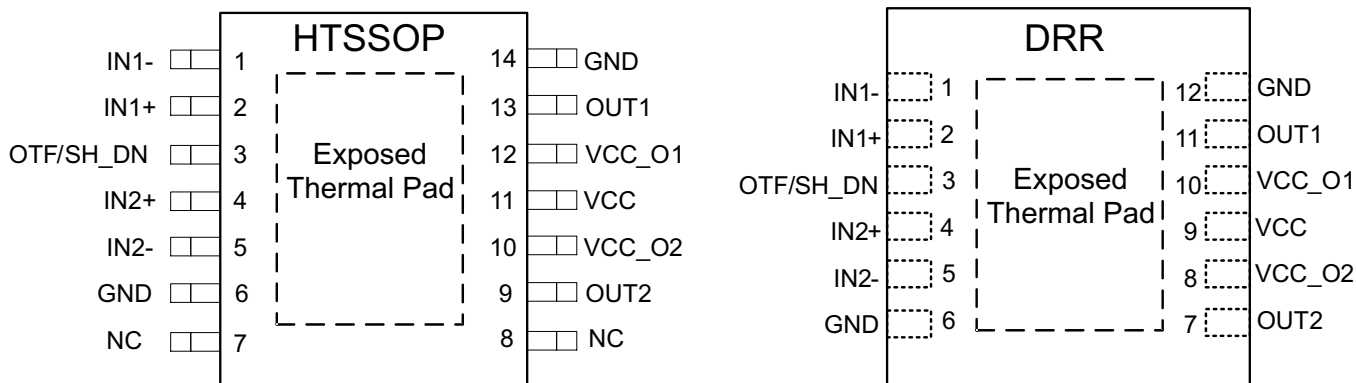 HTSSOP
IN1- 1 14 GND
IN1+ 2 13 OUT1
OTF/SH_DN 3 12 VCC_O1
IN2+ 4 11 VCC
IN2- 5 10 VCC_O2
GND 6 9 OUT2
NC 7 8 NC
Exposed
Thermal Pad
DRR
IN1- 1 12 GND
IN1+ 2 11 OUT1
OTF/SH_DN 3 10 VCC_O1
IN2+ 4 9 VCC
IN2- 5 8 VCC_O2
GND 6 7 OUT2
Exposed
Thermal Pad